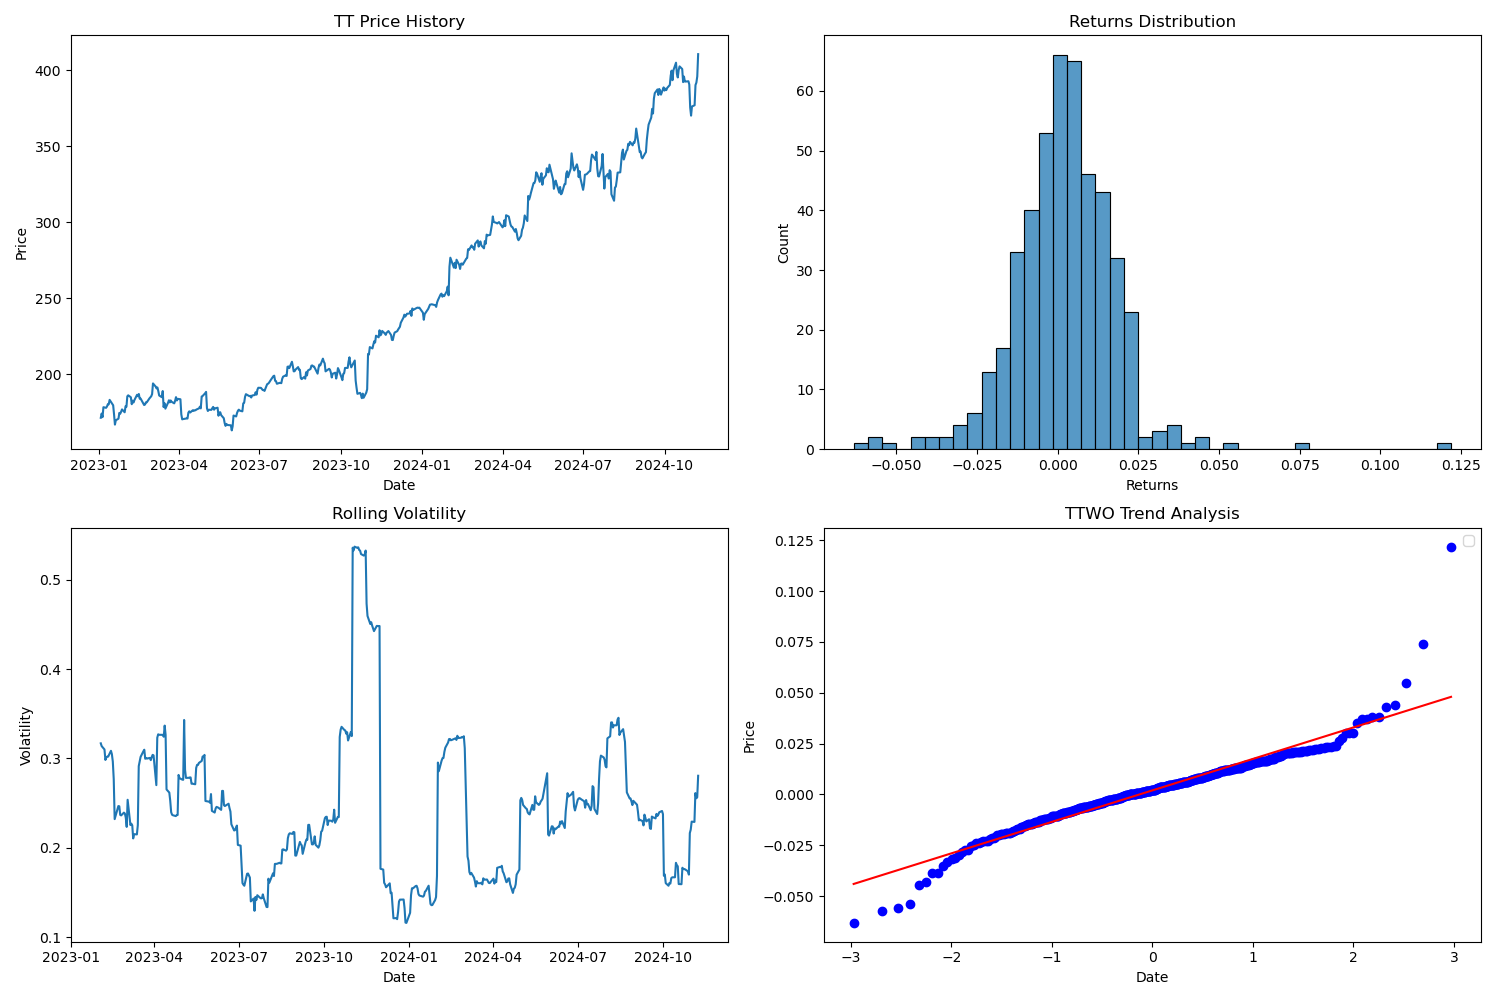 TT Price History
Price
400
350
300
250
200
2023-01 2023-04 2023-07 2023-10 2024-01 2024-04 2024-07 2024-10
Date
Returns Distribution
Count
60
50
40
30
20
10
0
−0.050 −0.025 0.000 0.025 0.050 0.075 0.100 0.125
Returns
Rolling Volatility
Volatility
0.5
0.4
0.3
0.2
0.1
2023-01 2023-04 2023-07 2023-10 2024-01 2024-04 2024-07 2024-10
Date
TTWO Trend Analysis
Price
0.125
0.100
0.075
0.050
0.025
0.000
−0.025
−0.050
−3 −2 −1 0 1 2 3
Date